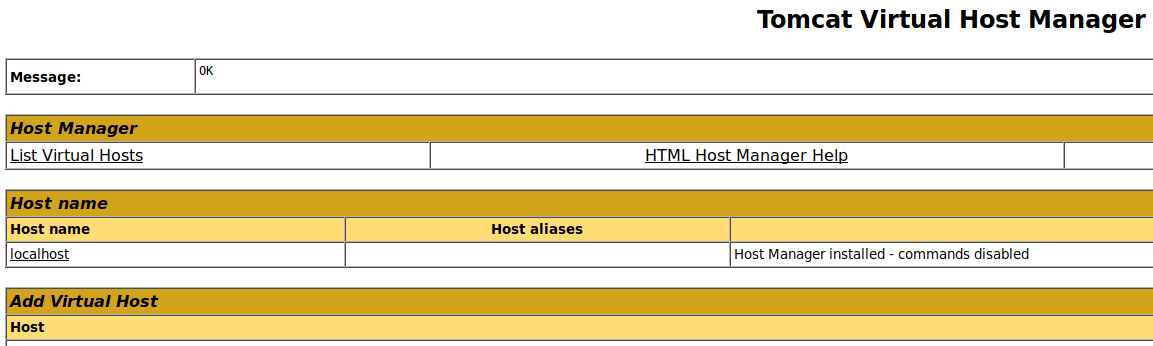 Tomcat Virtual Host Manager
Message: OK
Host Manager
List Virtual Hosts HTML Host Manager Help
Host name
Host name Host aliases
localhost Host Manager installed - commands disabled
Add Virtual Host
Host